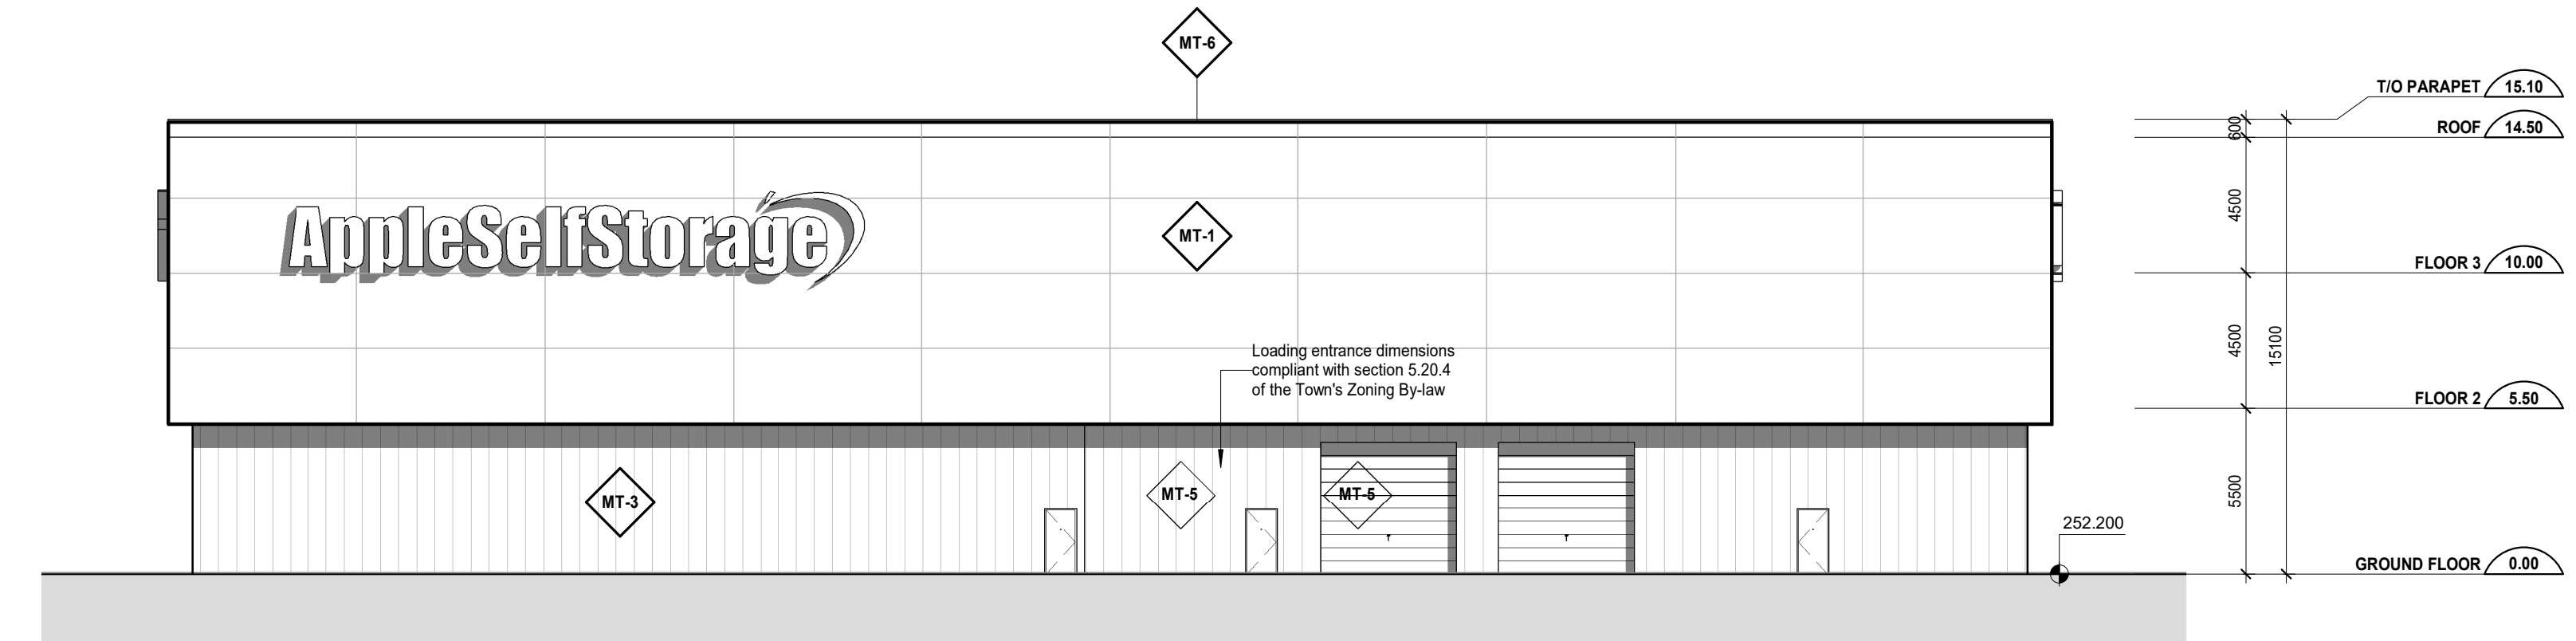 MT-6
T/O PARAPET 15.10
600
ROOF 14.50
4500
AppleSelfStorage
MT-1
FLOOR 3 10.00
4500
15100
Loading entrance dimensions
compliant with section 5.20.4
of the Town's Zoning By-law
FLOOR 2 5.50
5500
MT-3
MT-5
MT-5
252.200
GROUND FLOOR 0.00